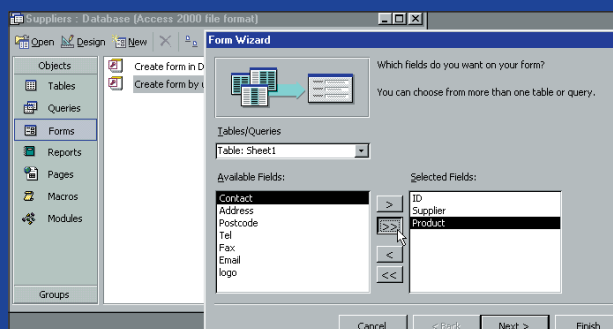 Suppliers : Database (Access 2000 file format)
Open Design New
Objects
Tables
Queries
Forms
Reports
Pages
Macros
Modules
Groups
Create form in D
Create form by u
Form Wizard
Which fields do you want on your form?
You can choose from more than one table or query.
Tables/Queries
Table: Sheet1
Available Fields:
Contact
Address
Postcode
Tel
Fax
Email
logo
>
>>
<
<<
Selected Fields:
ID
Supplier
Product
Cancel < Back Next > Finish